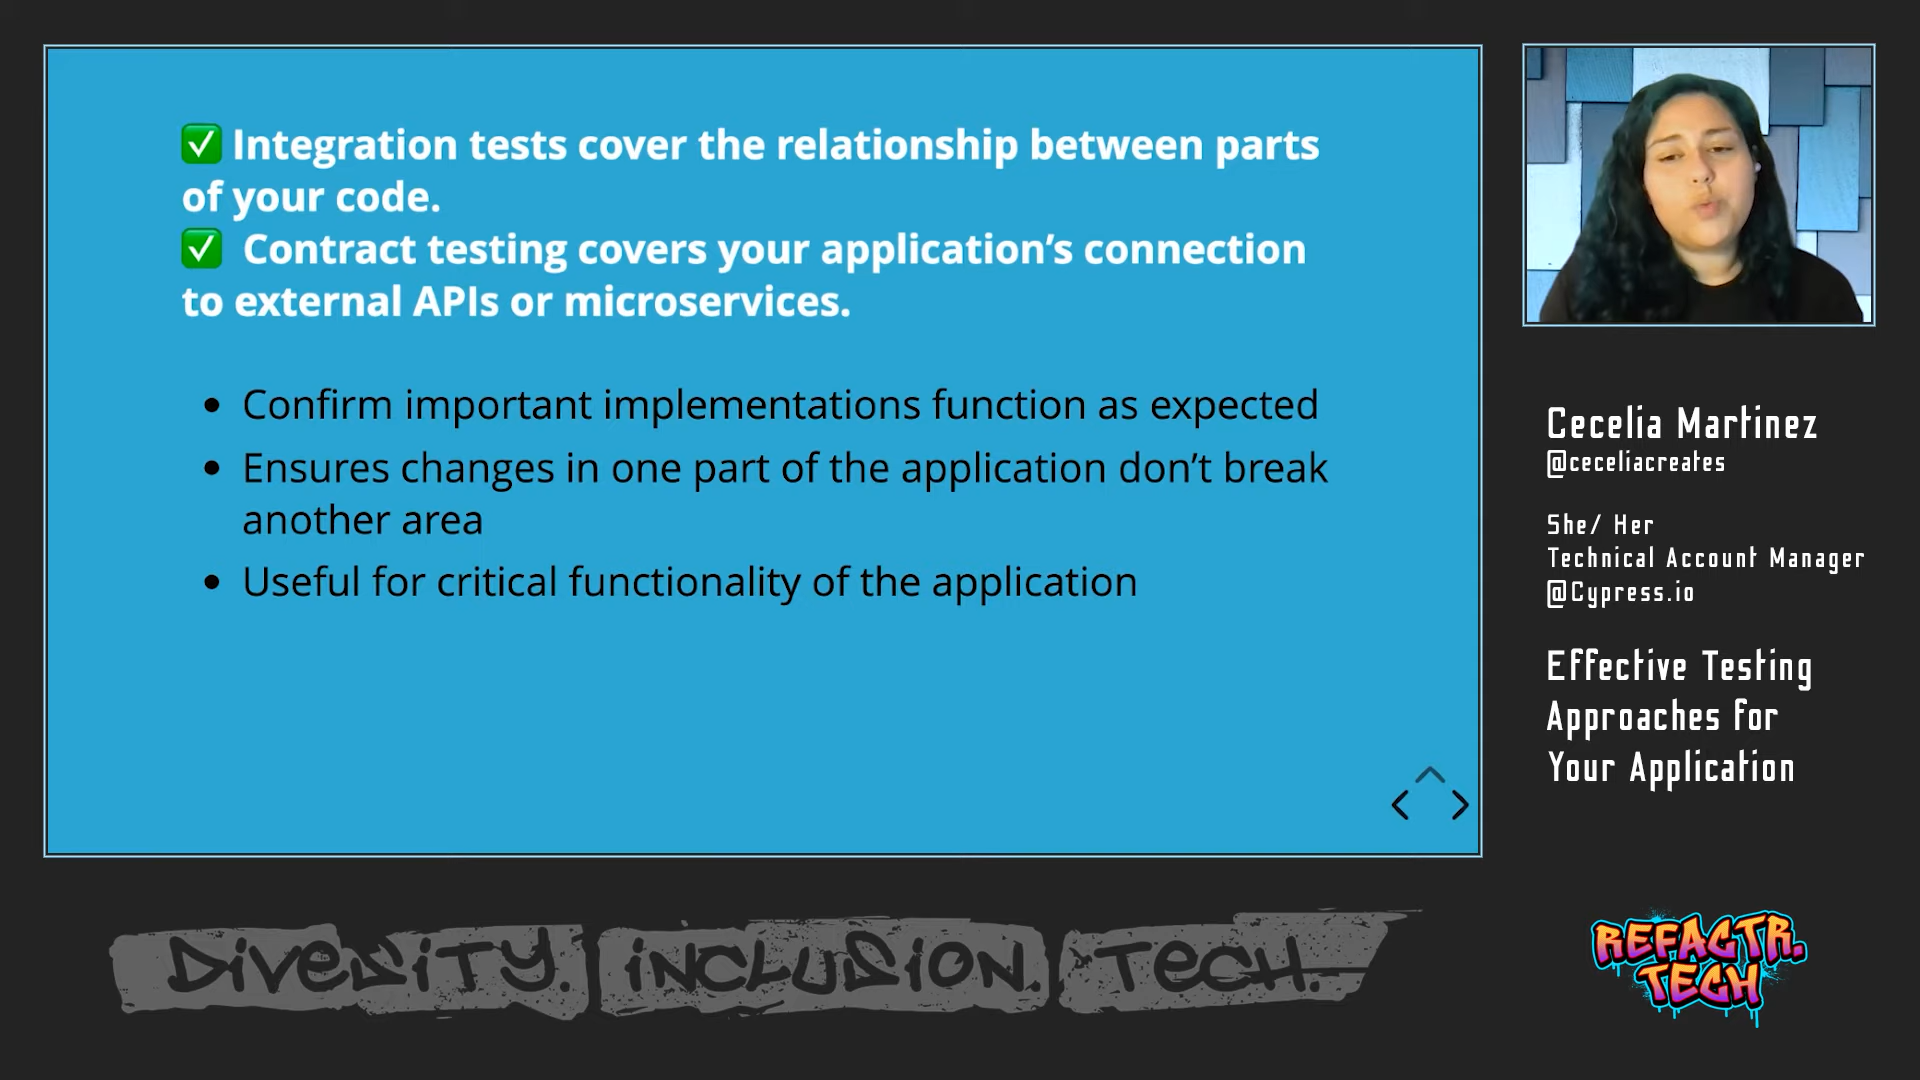 ✅ Integration tests cover the relationship between parts
of your code.
✅ Contract testing covers your application’s connection
to external APIs or microservices.
• Confirm important implementations function as expected
• Ensures changes in one part of the application don’t break
another area
• Useful for critical functionality of the application
Cecelia Martinez
@ceceliacreates
She/ Her
Technical Account Manager
@Cypress.io
Effective Testing
Approaches for
Your Application
DIVERSITY. INCLUSION. TECH.
REFACTR.
TECH